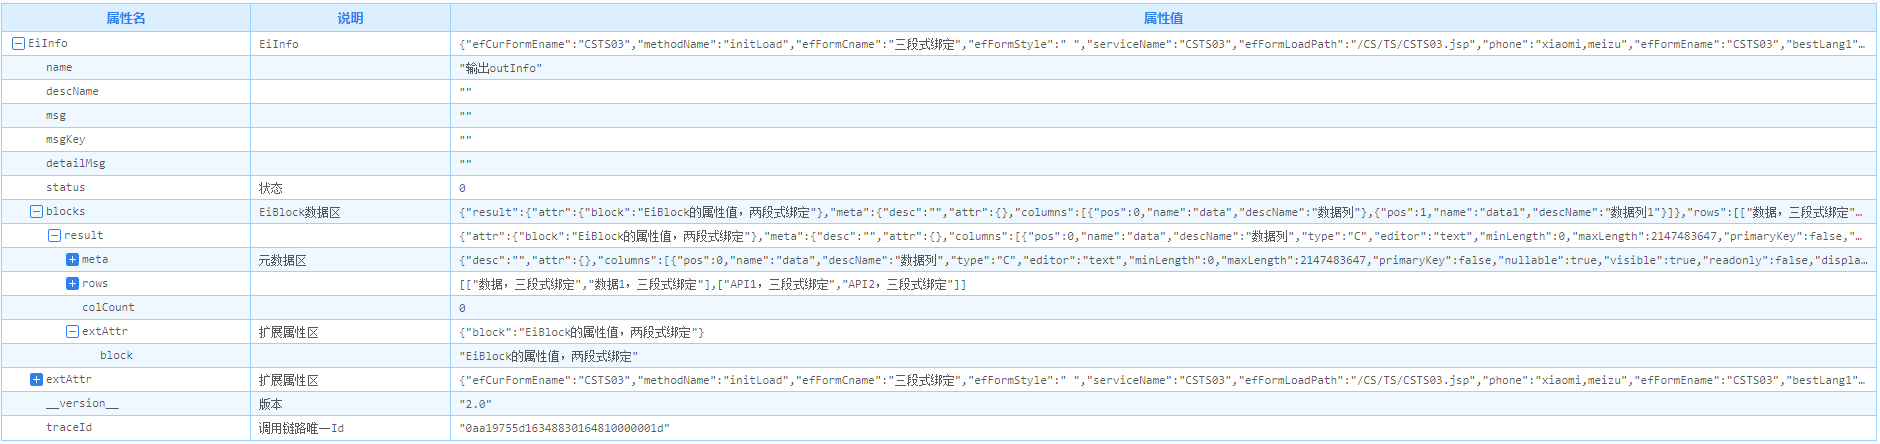 属性名 说明 属性值
EiInfo EiInfo {"efCurFormEname":"CSTS03","methodName":"initLoad","efFormCname":"三段式绑定","efFormStyle":" ","serviceName":"CSTS03","efFormLoadPath":"/CS/TS/CSTS03.jsp","phone":"xiaomi,meizu","efFormEname":"CSTS03","bestLang1"…
name "输出outInfo"
descName ""
msg ""
msgKey ""
detailMsg ""
status 状态 0
blocks EiBlock数据区 {"result":{"attr":{"block":"EiBlock的属性值，两段式绑定"},"meta":{"desc":"","attr":{},"columns":[{"pos":0,"name":"data","descName":"数据列"},{"pos":1,"name":"data1","descName":"数据列1"}]},"rows":[["数据，三段式绑定"…
result {"attr":{"block":"EiBlock的属性值，两段式绑定"},"meta":{"desc":"","attr":{},"columns":[{"pos":0,"name":"data","descName":"数据列","type":"C","editor":"text","minLength":0,"maxLength":2147483647,"primaryKey":false,"…
meta 元数据区 {"desc":"","attr":{},"columns":[{"pos":0,"name":"data","descName":"数据列","type":"C","editor":"text","minLength":0,"maxLength":2147483647,"primaryKey":false,"nullable":true,"visible":true,"readonly":false,"displa…
rows [["数据，三段式绑定","数据1，三段式绑定"],["API1，三段式绑定","API2，三段式绑定"]]
colCount 0
extAttr 扩展属性区 {"block":"EiBlock的属性值，两段式绑定"}
block "EiBlock的属性值，两段式绑定"
extAttr 扩展属性区 {"efCurFormEname":"CSTS03","methodName":"initLoad","efFormCname":"三段式绑定","efFormStyle":" ","serviceName":"CSTS03","efFormLoadPath":"/CS/TS/CSTS03.jsp","phone":"xiaomi,meizu","efFormEname":"CSTS03","bestLang1"…
__version__ 版本 "2.0"
traceId 调用链路唯一Id "0aa19755d16348830164810000001d"